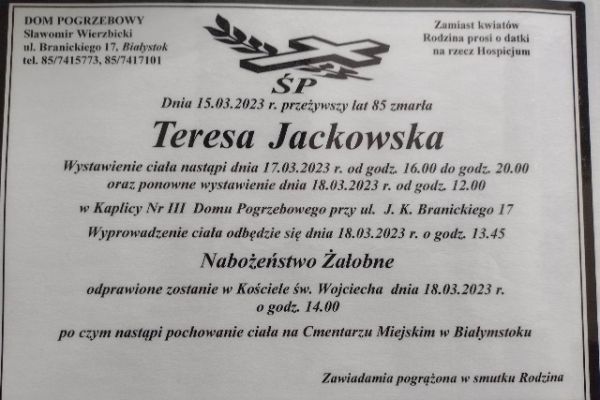 DOM POGRZEBOWY
Sławomir Wierzbicki
ul. Branickiego 17, Białystok
tel. 85/7415773, 85/7417101
Zamiast kwiatów
Rodzina prosi o datki
na rzecz Hospicjum
ŚP
Dnia 15.03.2023 r. przeżywszy lat 85 zmarła
Teresa Jackowska
Wystawienie ciała nastąpi dnia 17.03.2023 r. od godz. 16.00 do godz. 20.00
oraz ponowne wystawienie dnia 18.03.2023 r. od godz. 12.00
w Kaplicy Nr III Domu Pogrzebowego przy ul. J. K. Branickiego 17
Wyprowadzenie ciała odbędzie się dnia 18.03.2023 r. o godz. 13.45
Nabożeństwo Żałobne
odprawione zostanie w Kościele św. Wojciecha dnia 18.03.2023 r.
o godz. 14.00
po czym nastąpi pochowanie ciała na Cmentarzu Miejskim w Białymstoku
Zawiadamia pogrążona w smutku Rodzina